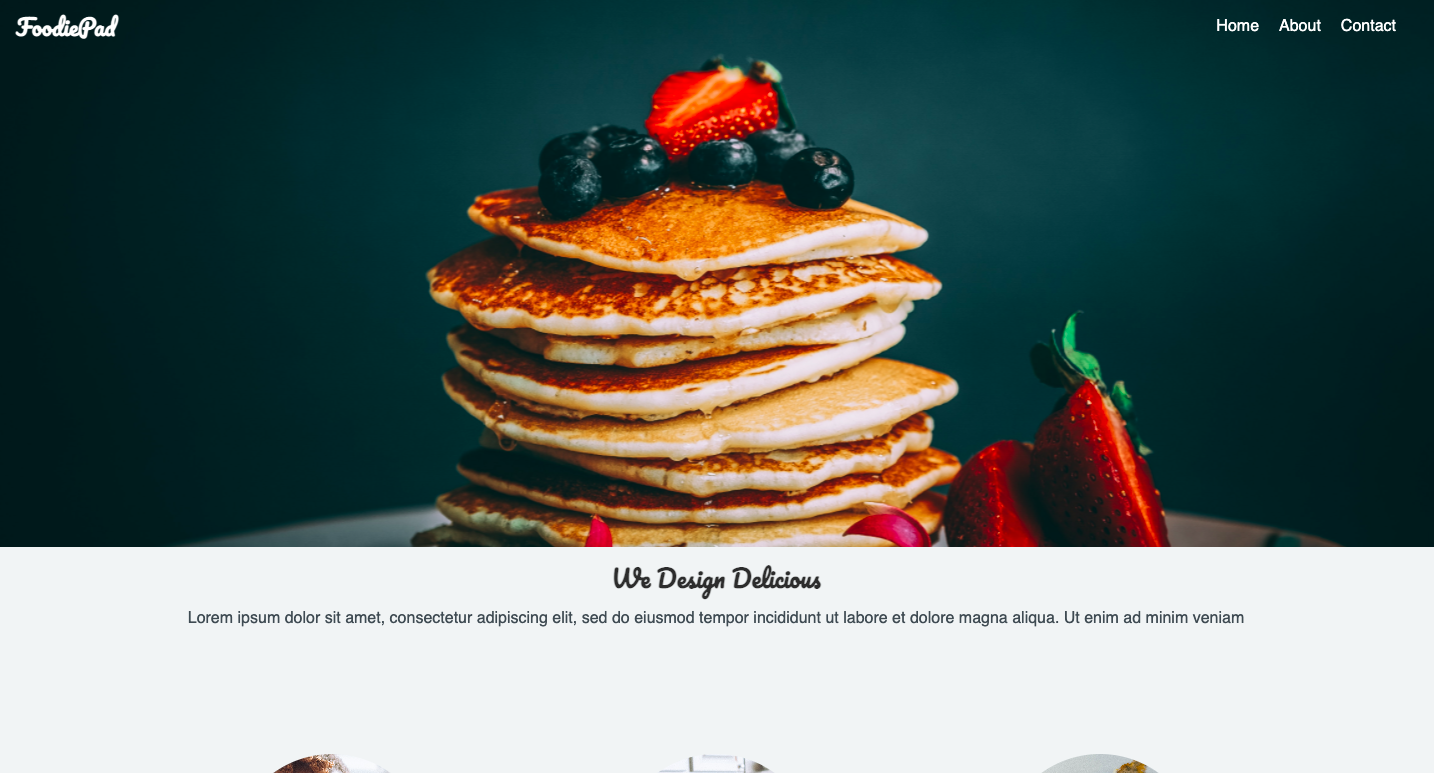 FoodiePad
Home About Contact
We Design Delicious
Lorem ipsum dolor sit amet, consectetur adipiscing elit, sed do eiusmod tempor incididunt ut labore et dolore magna aliqua. Ut enim ad minim veniam